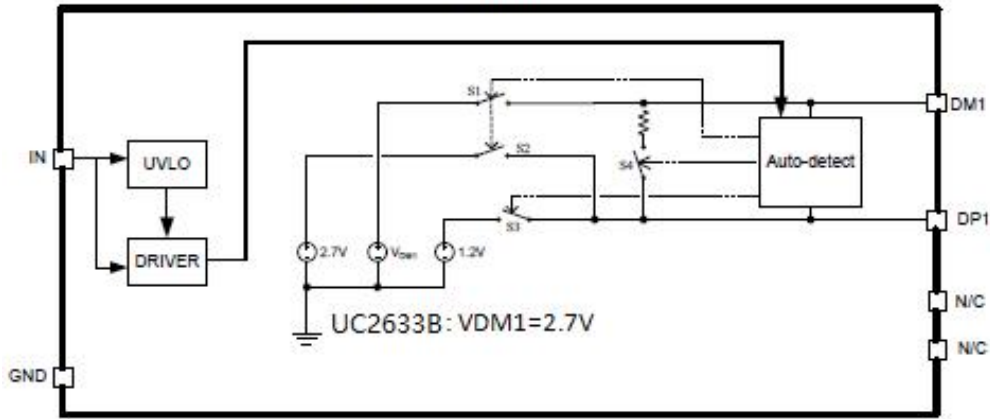 S1
DM1
IN
UVLO
S2
S4
Auto-detect
DP1
S3
DRIVER
2.7V
VDM1
1.2V
N/C
UC2633B: VDM1=2.7V
N/C
GND